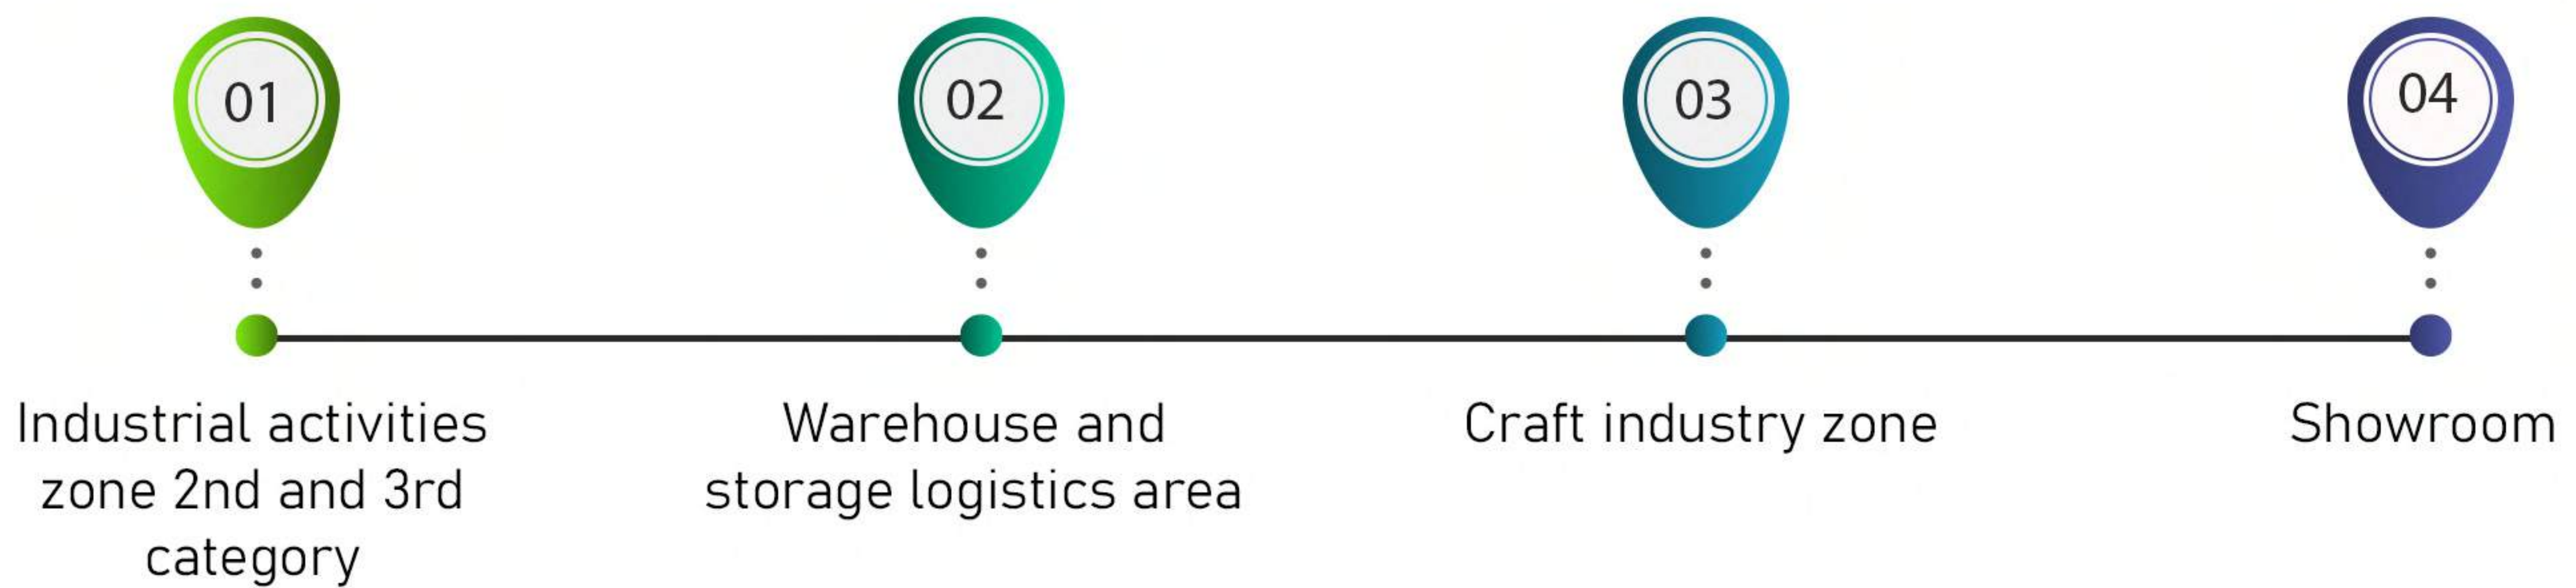 01
02
03
04
Industrial activities
zone 2nd and 3rd
category
Warehouse and
storage logistics area
Craft industry zone
Showroom